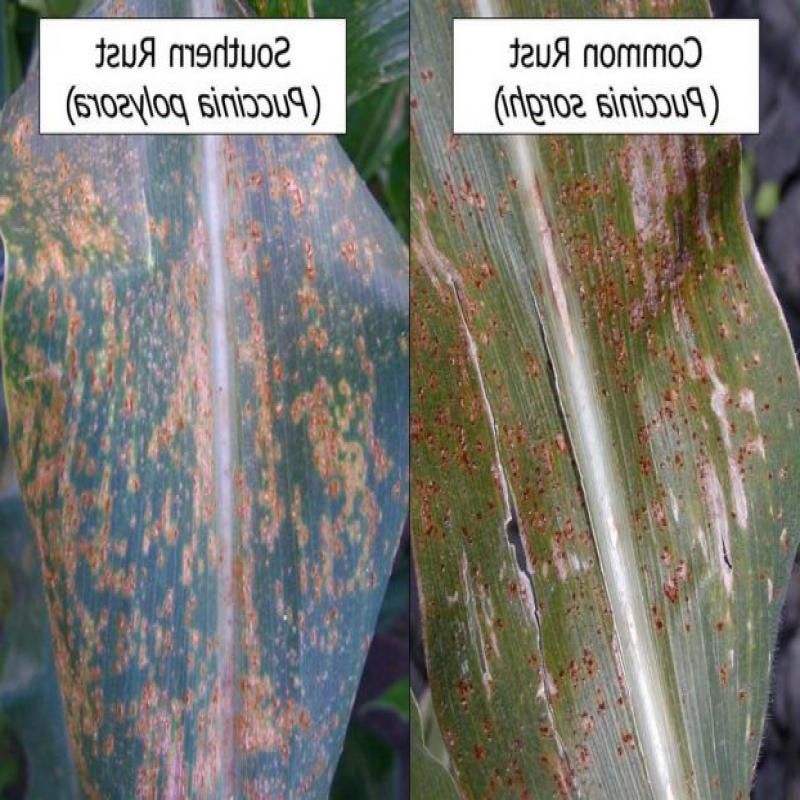 Southern Rust
(Puccinia polysora)
Common Rust
(Puccinia sorghi)